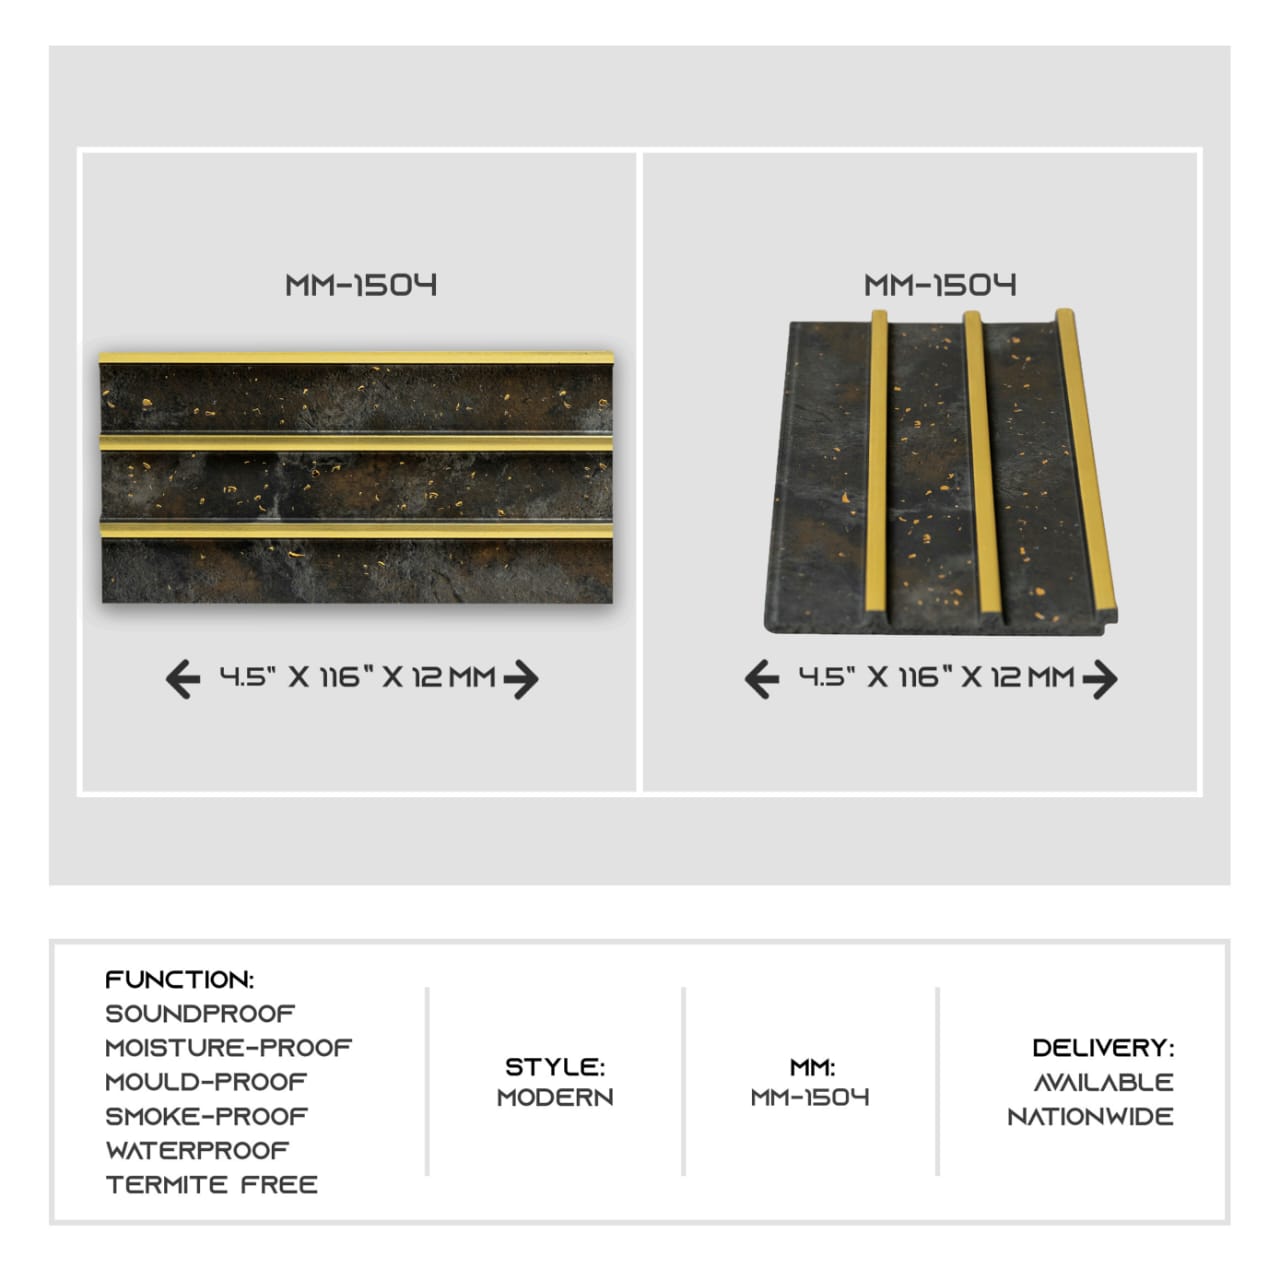 MM-1504
4.5" X 116" X 12 MM
MM-1504
4.5" X 116" X 12 MM
FUNCTION:
SOUNDPROOF
MOISTURE-PROOF
MOULD-PROOF
SMOKE-PROOF
WATERPROOF
TERMITE FREE
STYLE:
MODERN
MM:
MM-1504
DELIVERY:
AVAILABLE
NATIONWIDE